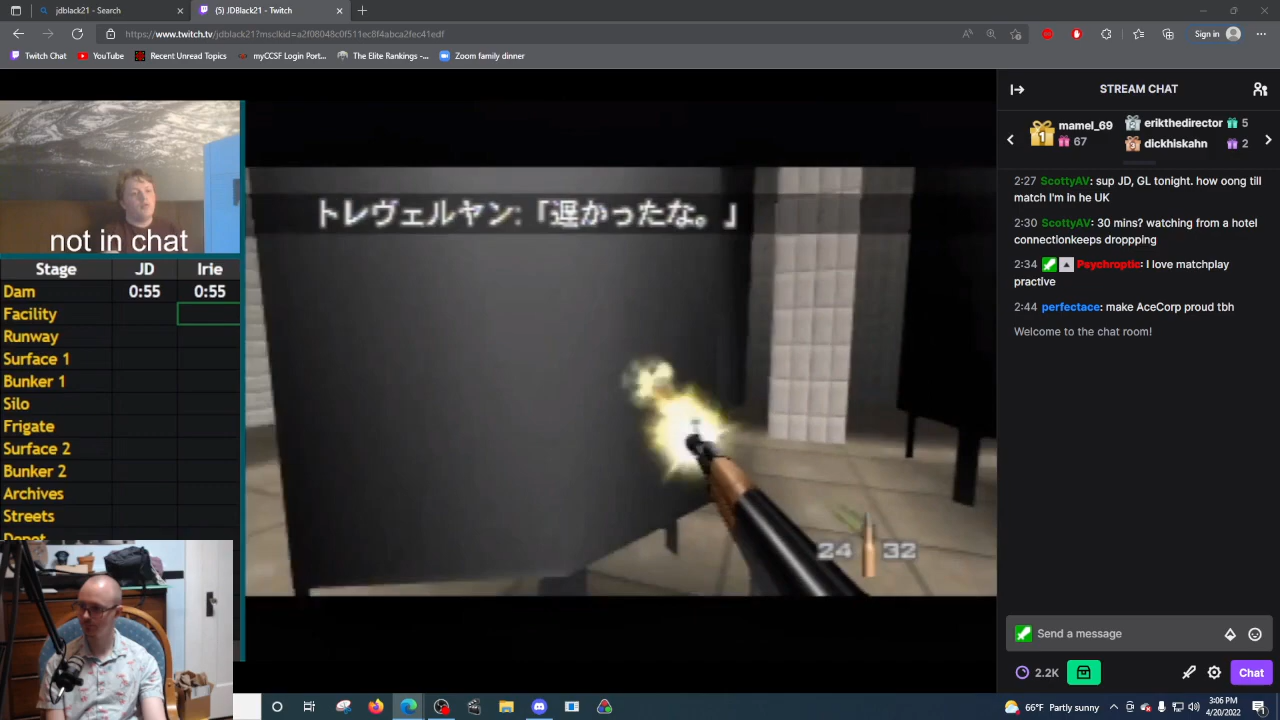 jdblack21 - Search
(5) JDBlack21 - Twitch
https://www.twitch.tv/jdblack21?msclkid=a2f08048c0f511ec8f4abca2fec41edf
Sign in
Twitch Chat
YouTube
Recent Unread Topics
myCCSF Login Port...
The Elite Rankings -...
Zoom family dinner
not in chat
Stage JD Irie
Dam 0:55 0:55
Facility
Runway
Surface 1
Bunker 1
Silo
Frigate
Surface 2
Bunker 2
Archives
Streets
Depot
トレヴェルヤン:「遅かったな。」
24 32
STREAM CHAT
1 mamel_69 67
2 erikthedirector 5
3 dickhiskahn 2
2:27 ScottyAV: sup JD, GL tonight. how oong till
match I'm in he UK
2:30 ScottyAV: 30 mins? watching from a hotel
connectionkeeps droppping
2:34 Psychroptic: I love matchplay
practive
2:44 perfectace: make AceCorp proud tbh
Welcome to the chat room!
Send a message
2.2K
Chat
66°F Partly sunny
3:06 PM
4/20/2022